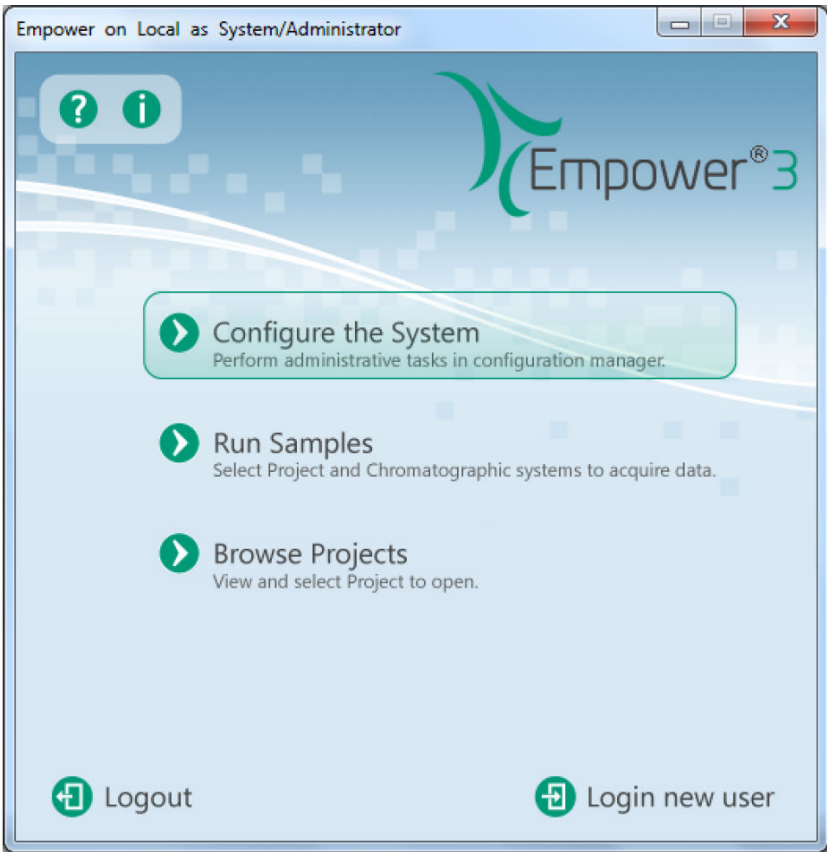 Empower on Local as System/Administrator
? i
Empower®3
Configure the System
Perform administrative tasks in configuration manager.
Run Samples
Select Project and Chromatographic systems to acquire data.
Browse Projects
View and select Project to open.
Logout
Login new user